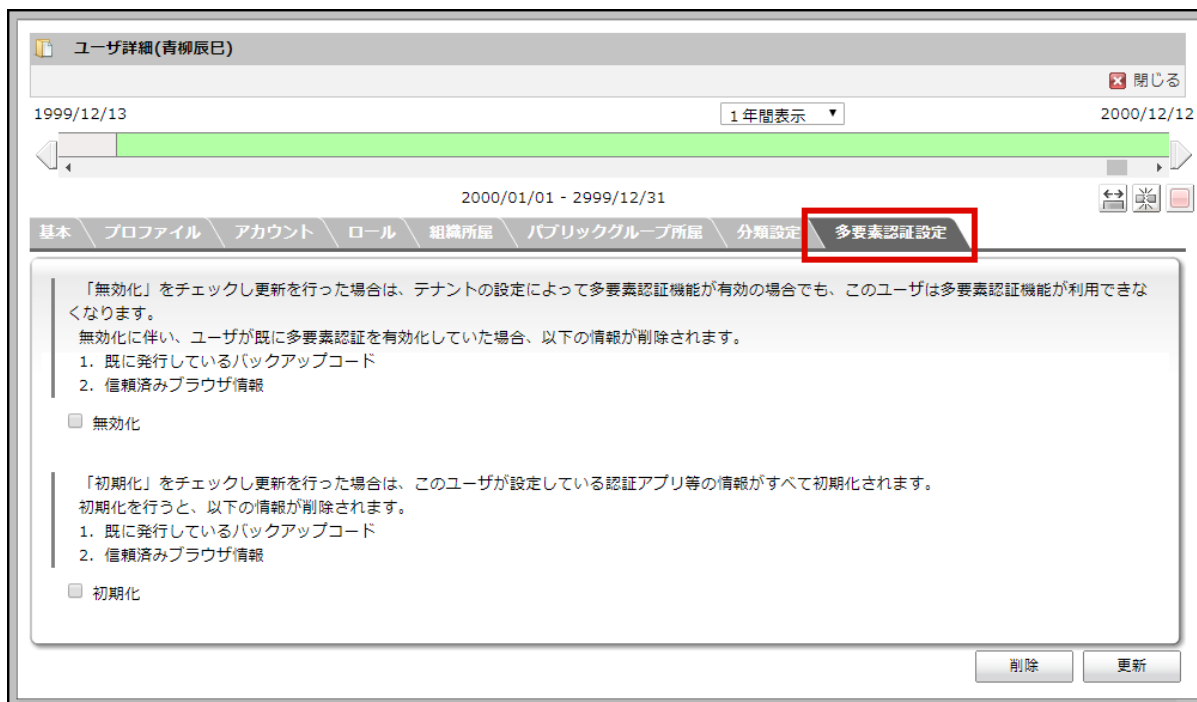 ユーザ詳細(青柳辰巳)
閉じる
1999/12/13 1年間表示 2000/12/12
2000/01/01 - 2999/12/31
基本 プロファイル アカウント ロール 組織所属 パブリックグループ所属 分類設定 多要素認証設定
「無効化」をチェックし更新を行った場合は、テナントの設定によって多要素認証機能が有効の場合でも、このユーザは多要素認証機能が利用できな
くなります。
無効化に伴い、ユーザが既に多要素認証を有効化していた場合、以下の情報が削除されます。
1. 既に発行しているバックアップコード
2. 信頼済みブラウザ情報
無効化
「初期化」をチェックし更新を行った場合は、このユーザが設定している認証アプリ等の情報がすべて初期化されます。
初期化を行うと、以下の情報が削除されます。
1. 既に発行しているバックアップコード
2. 信頼済みブラウザ情報
初期化
削除 更新